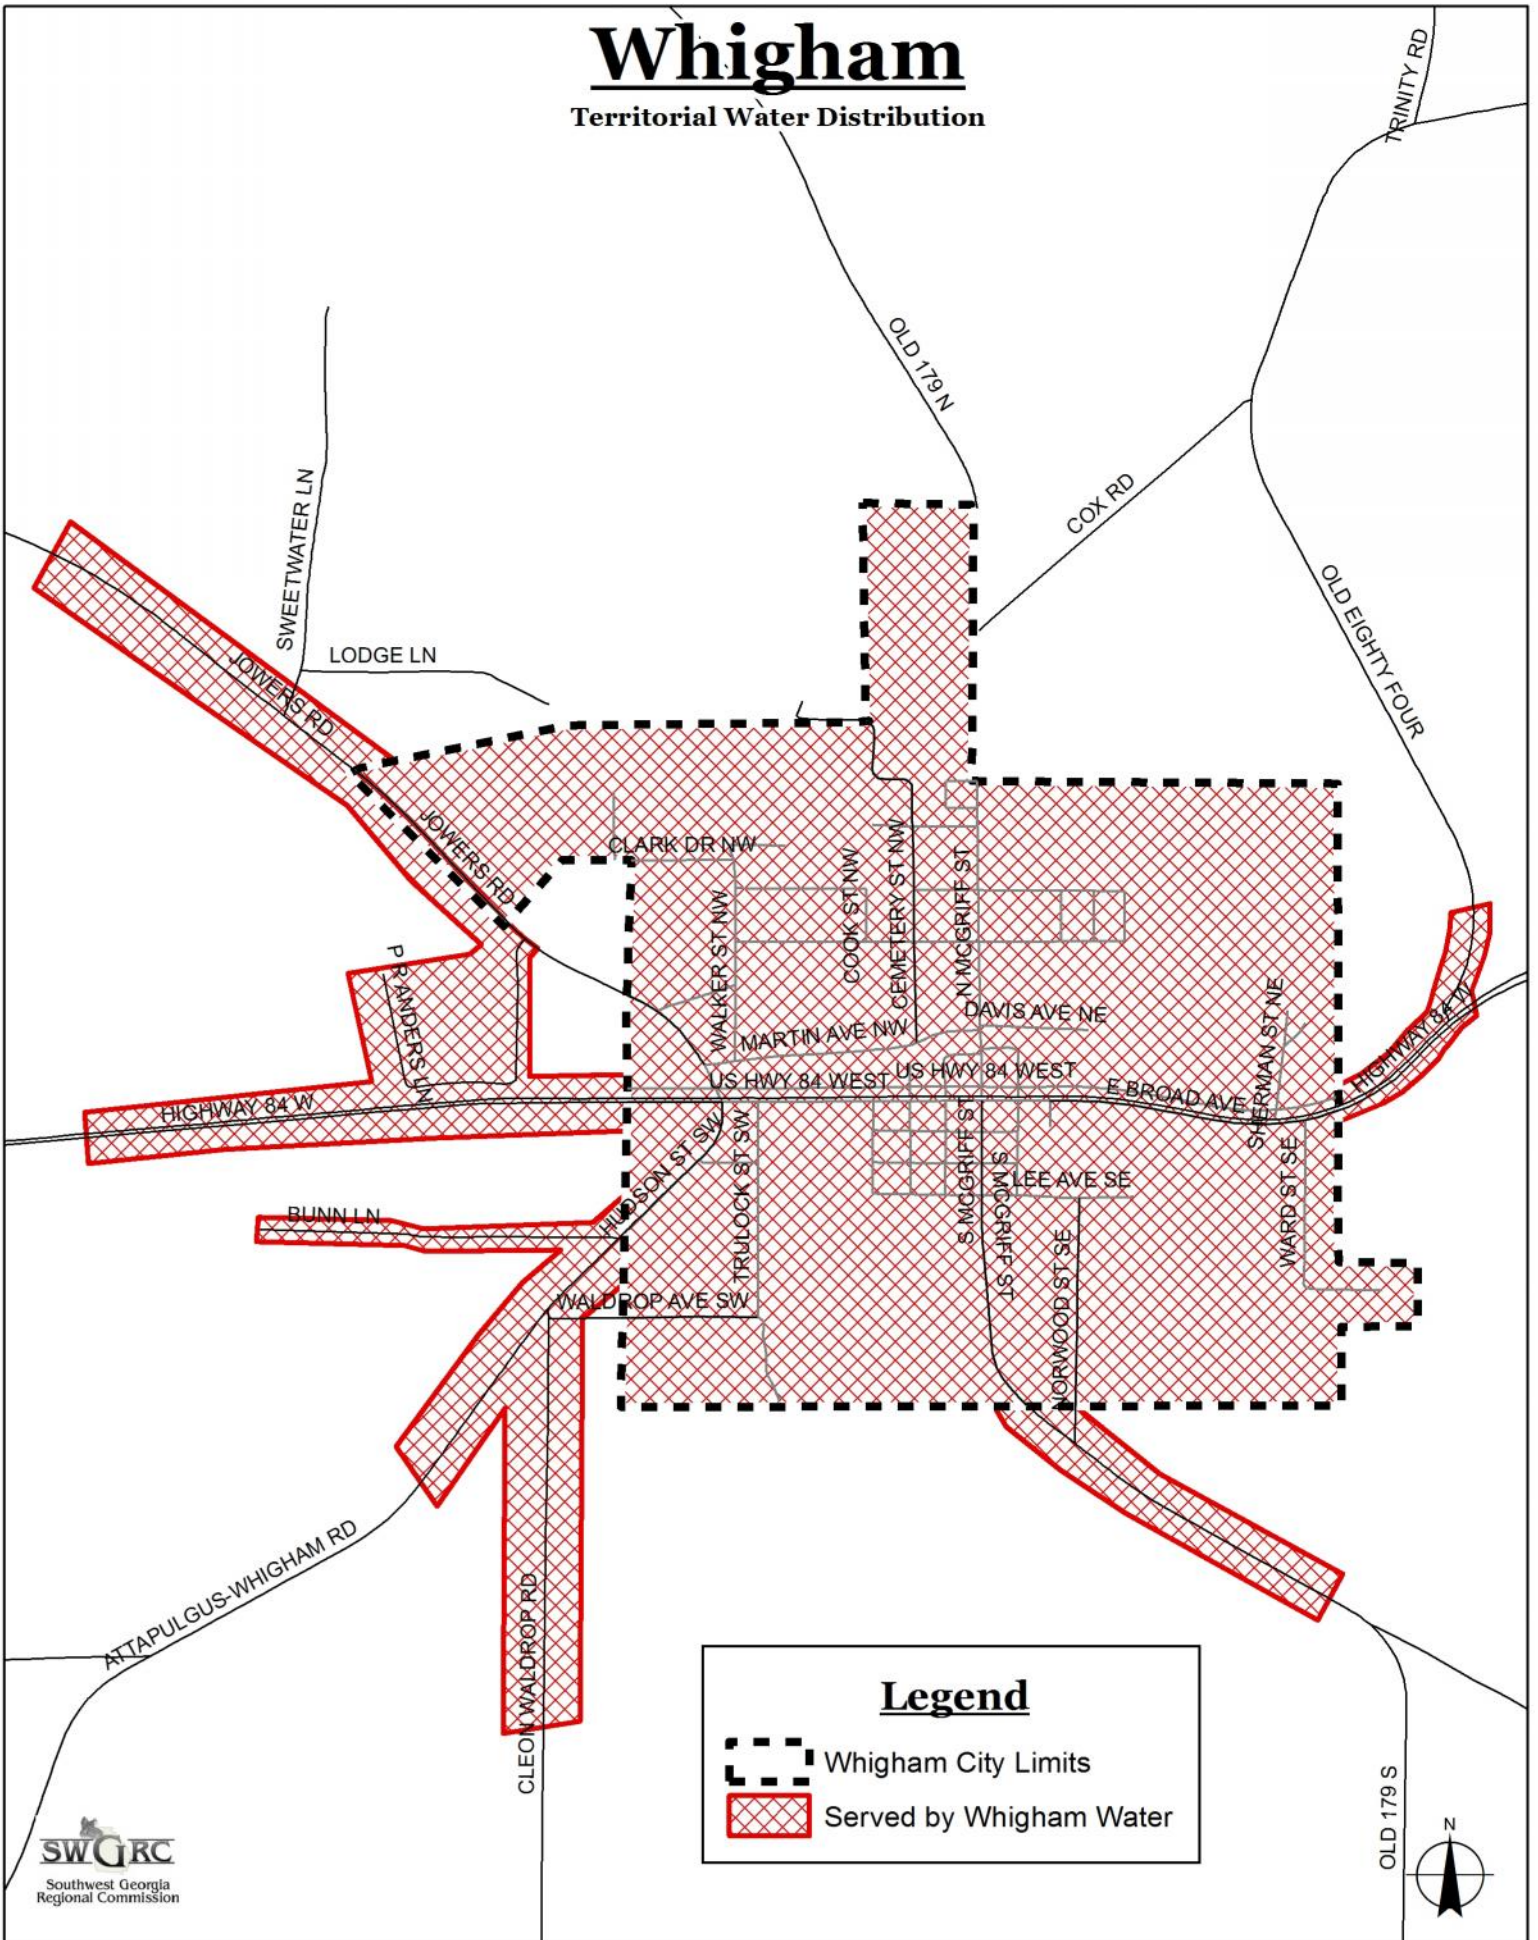 Whigham
Territorial Water Distribution
TRINITY RD
OLD 179 N
COX RD
SWEETWATER LN
OLD EIGHTY FOUR
LODGE LN
JOWERS RD
JOWERS RD
CLARK DR NW
WALKER ST NW
COOK ST NW
CEMETERY ST NW
N MCGRIFF ST
P R ANDERS LN
DAVIS AVE NE
MARTIN AVE NW
SHERMAN ST NE
HIGHWAY 84 W
US HWY 84 WEST
US HWY 84 WEST
E BROAD AVE
HIGHWAY 84 W
HUDSON ST SW
TRULOCK ST SW
S MCGRIFF ST
S MCGRIFF ST
LEE AVE SE
WARD ST SE
BUNN LN
NORWOOD ST SE
WALDROP AVE SW
ATTAPULGUS-WHIGHAM RD
CLEON WALDROP RD
OLD 179 S
Legend
Whigham City Limits
Served by Whigham Water
N
SWGRC
Southwest Georgia
Regional Commission